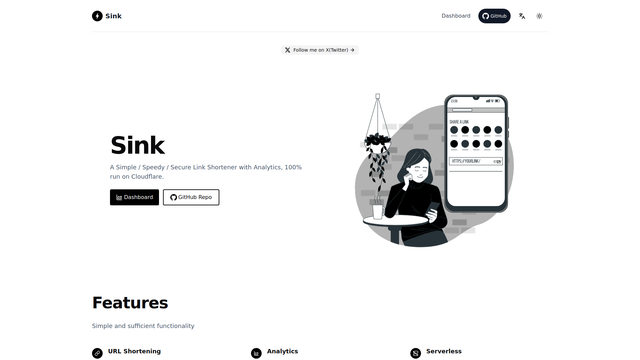 Sink
Dashboard
GitHub
Follow me on X(Twitter) →
Sink
A Simple / Speedy / Secure Link Shortener with Analytics, 100%
run on Cloudflare.
Dashboard
GitHub Repo
SHARE A LINK
HTTPS://YOURLINK/
COPY
Features
Simple and sufficient functionality
URL Shortening
Analytics
Serverless